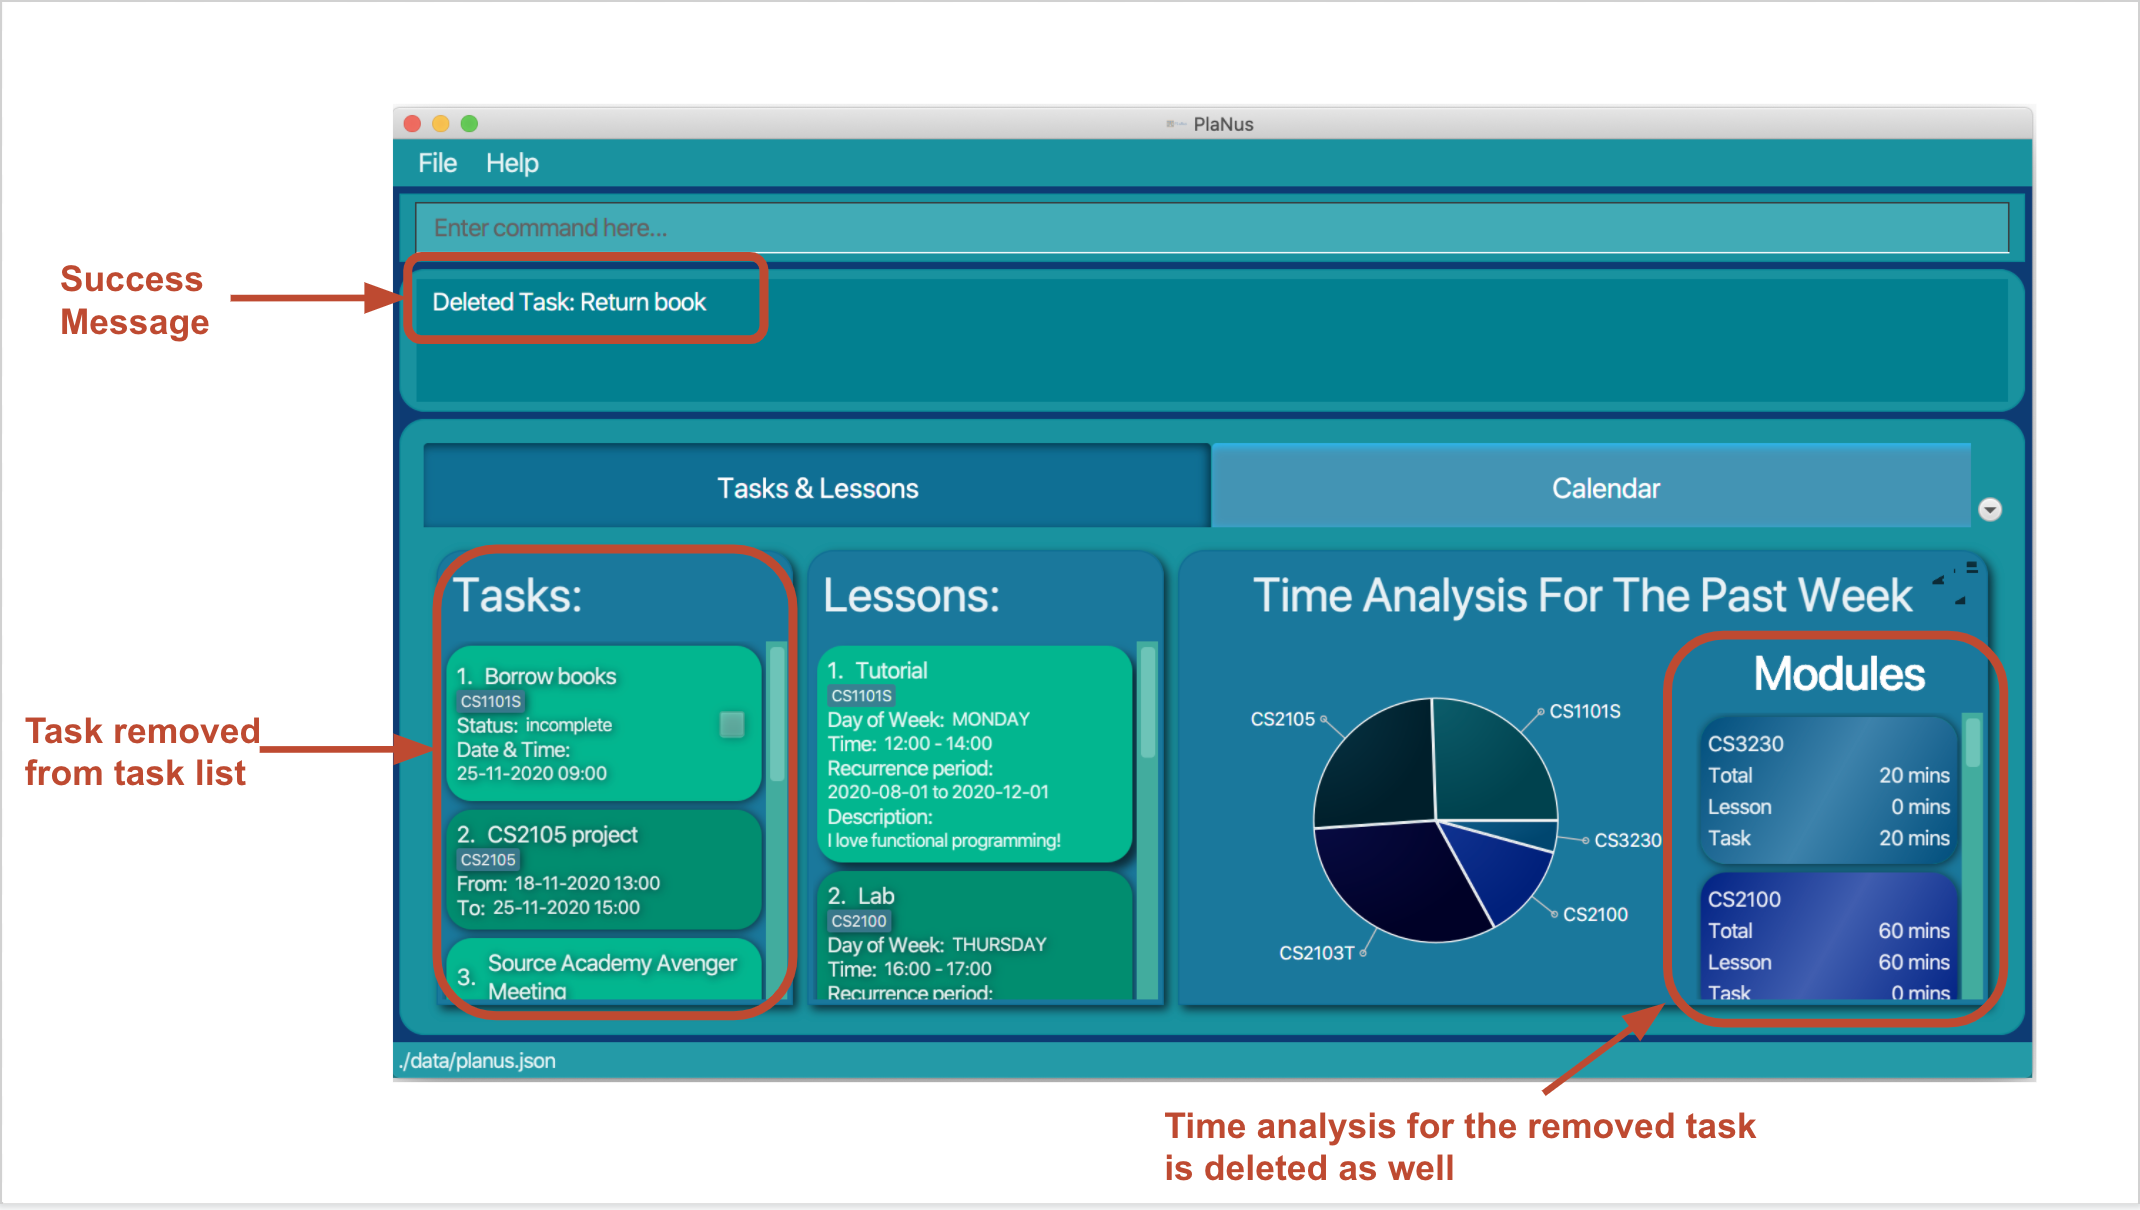 PlaNus
File Help
Enter command here...
Success
Message
Deleted Task: Return book
Tasks & Lessons
Calendar
Task removed
from task list
Tasks:
1. Borrow books
CS1101S
Status: incomplete
Date & Time:
25-11-2020 09:00
2. CS2105 project
CS2105
From: 18-11-2020 13:00
To: 25-11-2020 15:00
3. Source Academy Avenger
Meeting
Lessons:
1. Tutorial
CS1101S
Day of Week: MONDAY
Time: 12:00 - 14:00
Recurrence period:
2020-08-01 to 2020-12-01
Description:
I love functional programming!
2. Lab
CS2100
Day of Week: THURSDAY
Time: 16:00 - 17:00
Recurrence period:
Time Analysis For The Past Week
CS2105
CS1101S
CS3230
CS2100
CS2103T
Modules
CS3230
Total 20 mins
Lesson 0 mins
Task 20 mins
CS2100
Total 60 mins
Lesson 60 mins
Task 0 mins
./data/planus.json
Time analysis for the removed task
is deleted as well